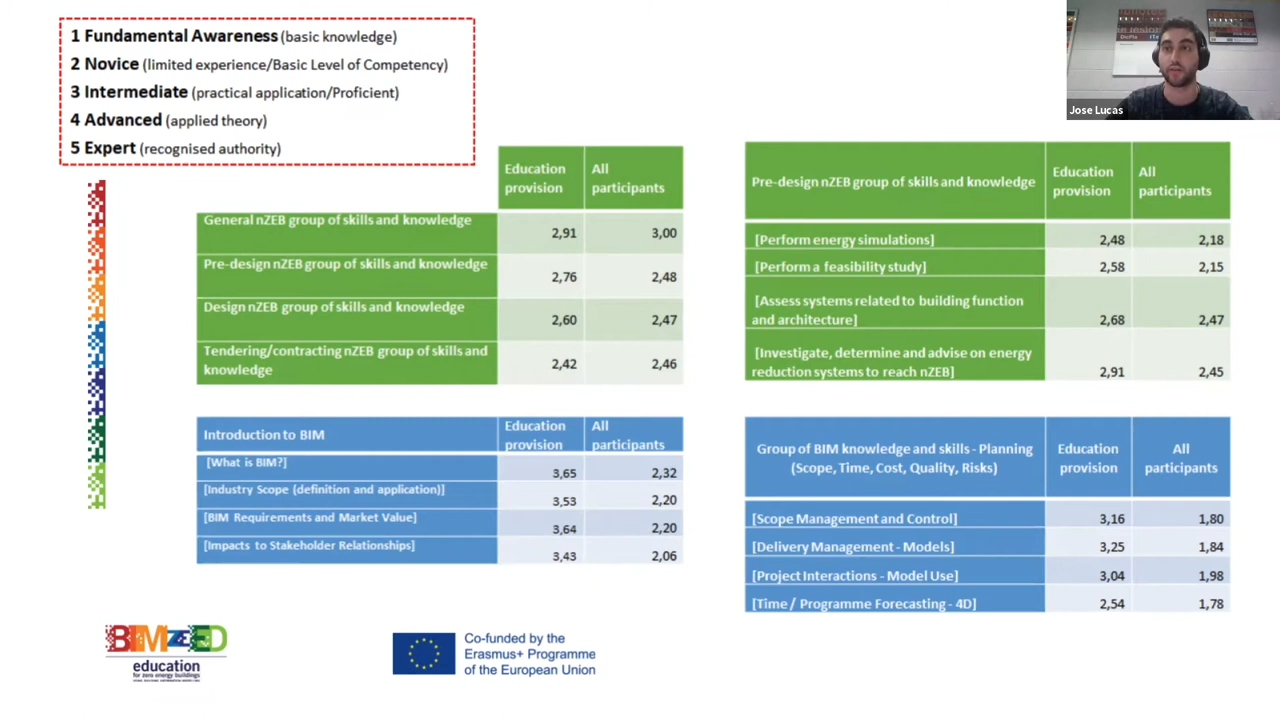 1 Fundamental Awareness (basic knowledge)
2 Novice (limited experience/Basic Level of Competency)
3 Intermediate (practical application/Proficient)
4 Advanced (applied theory)
5 Expert (recognised authority)
Jose Lucas
Education provision All participants
General nZEB group of skills and knowledge 2,91 3,00
Pre-design nZEB group of skills and knowledge 2,76 2,48
Design nZEB group of skills and knowledge 2,60 2,47
Tendering/contracting nZEB group of skills and
knowledge 2,42 2,46
Pre-design nZEB group of skills and knowledge Education provision All participants
[Perform energy simulations] 2,48 2,18
[Perform a feasibility study] 2,58 2,15
[Assess systems related to building function
and architecture] 2,68 2,47
[Investigate, determine and advise on energy
reduction systems to reach nZEB] 2,91 2,45
Introduction to BIM Education provision All participants
[What is BIM?] 3,65 2,32
[Industry Scope (definition and application)] 3,53 2,20
[BIM Requirements and Market Value] 3,64 2,20
[Impacts to Stakeholder Relationships] 3,43 2,06
Group of BIM knowledge and skills - Planning
(Scope, Time, Cost, Quality, Risks) Education provision All participants
[Scope Management and Control] 3,16 1,80
[Delivery Management - Models] 3,25 1,84
[Project Interactions - Model Use] 3,04 1,98
[Time / Programme Forecasting - 4D] 2,54 1,78
BIMzeED
education
for zero energy buildings
Co-funded by the
Erasmus+ Programme
of the European Union